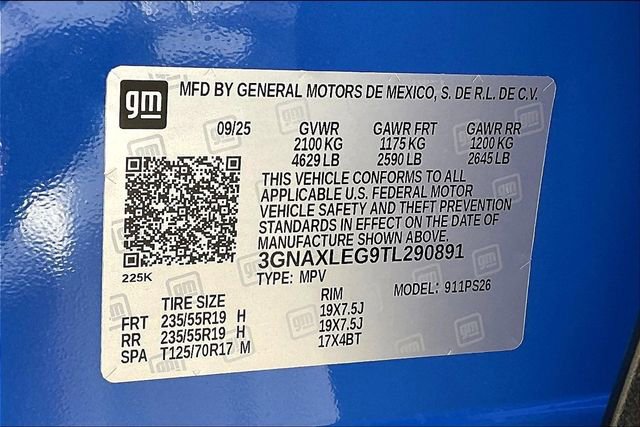 gm MFD BY GENERAL MOTORS DE MEXICO, S. DE R.L. DE C.V.
09/25 GVWR GAWR FRT GAWR RR
2100 KG 1175 KG 1200 KG
4629 LB 2590 LB 2645 LB
THIS VEHICLE CONFORMS TO ALL
APPLICABLE U.S. FEDERAL MOTOR
VEHICLE SAFETY AND THEFT PREVENTION
STANDARDS IN EFFECT ON THE DATE OF
MANUFACTURE SHOWN ABOVE.
3GNAXLEG9TL290891
225K TYPE: MPV MODEL: 911PS26
TIRE SIZE RIM
FRT 235/55R19 H 19X7.5J
RR 235/55R19 H 19X7.5J
SPA T125/70R17 M 17X4BT